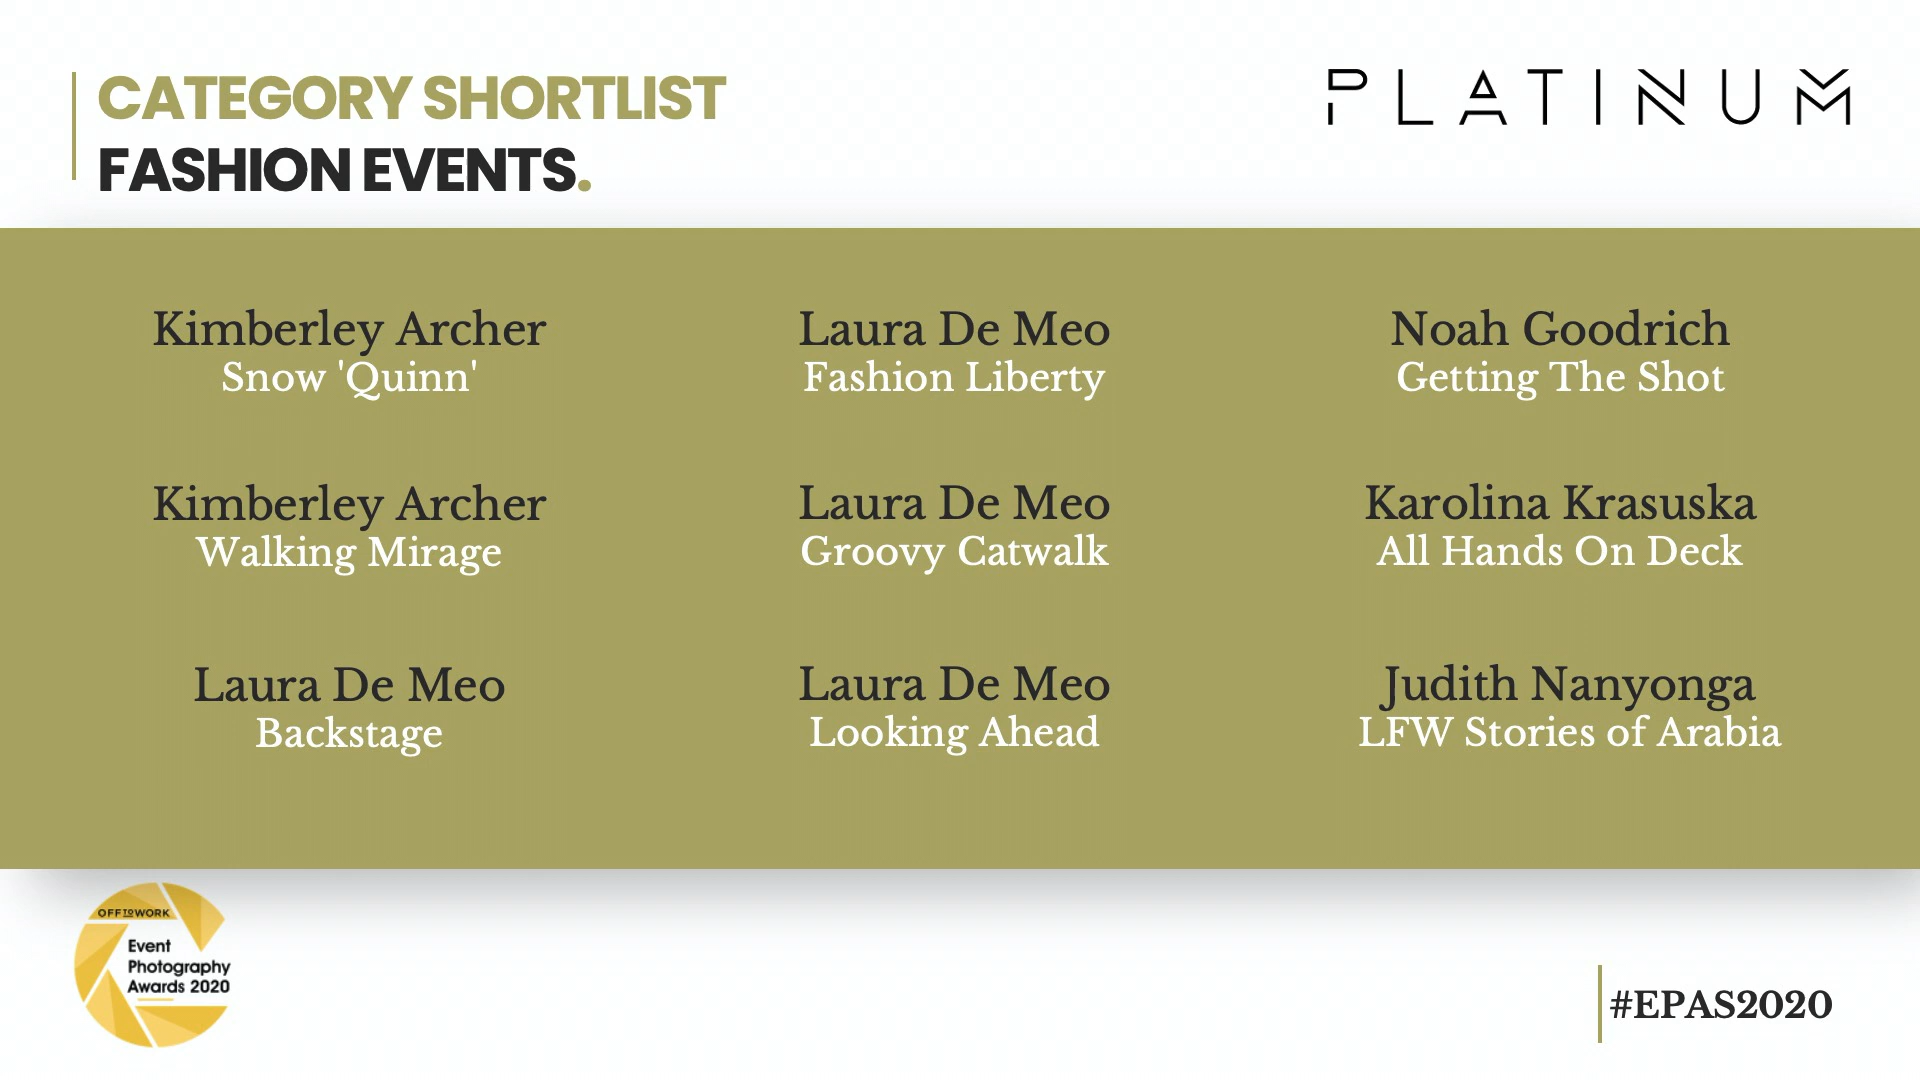 CATEGORY SHORTLIST
FASHION EVENTS.
PLATINUM
Kimberley Archer
Snow 'Quinn'
Laura De Meo
Fashion Liberty
Noah Goodrich
Getting The Shot
Kimberley Archer
Walking Mirage
Laura De Meo
Groovy Catwalk
Karolina Krasuska
All Hands On Deck
Laura De Meo
Backstage
Laura De Meo
Looking Ahead
Judith Nanyonga
LFW Stories of Arabia
OFF TO WORK
Event
Photography
Awards 2020
#EPAS2020